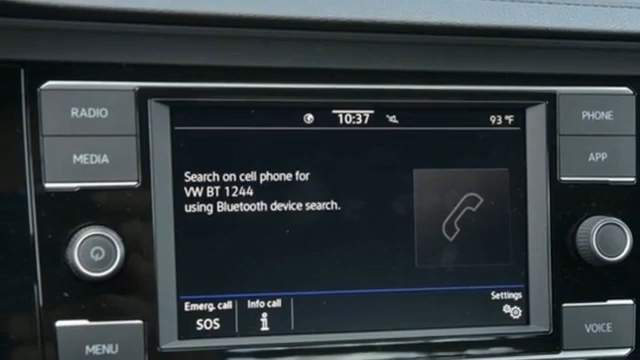 RADIO
MEDIA
MENU
10:37
93 °F
Search on cell phone for
VW BT 1244
using Bluetooth device search.
Emerg. call
SOS
Info call
i
Settings
PHONE
APP
VOICE